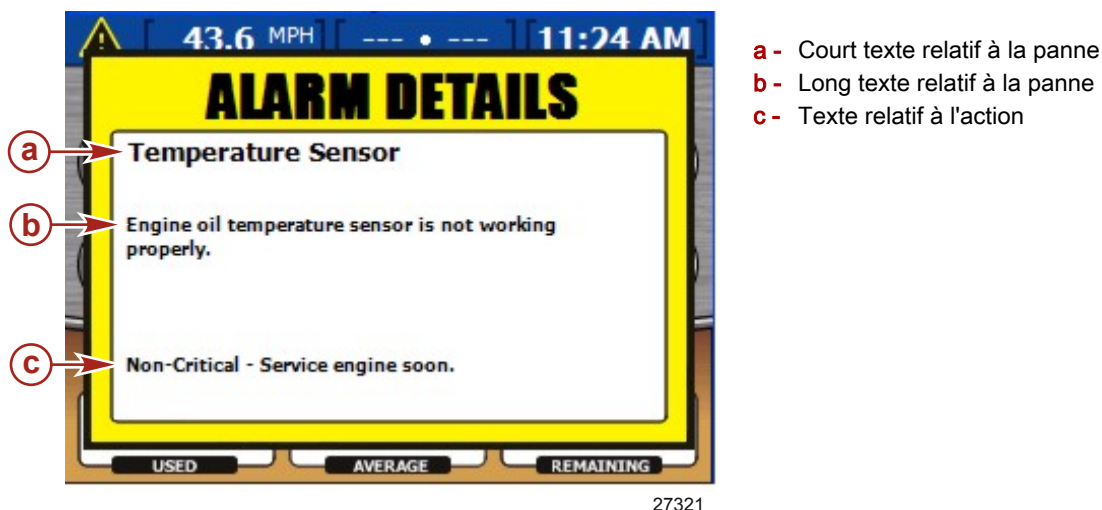 43.6 MPH --- • --- 11:24 AM
ALARM DETAILS
a Temperature Sensor
b Engine oil temperature sensor is not working
properly.
c Non-Critical - Service engine soon.
USED AVERAGE REMAINING
27321
a - Court texte relatif à la panne
b - Long texte relatif à la panne
c - Texte relatif à l'action